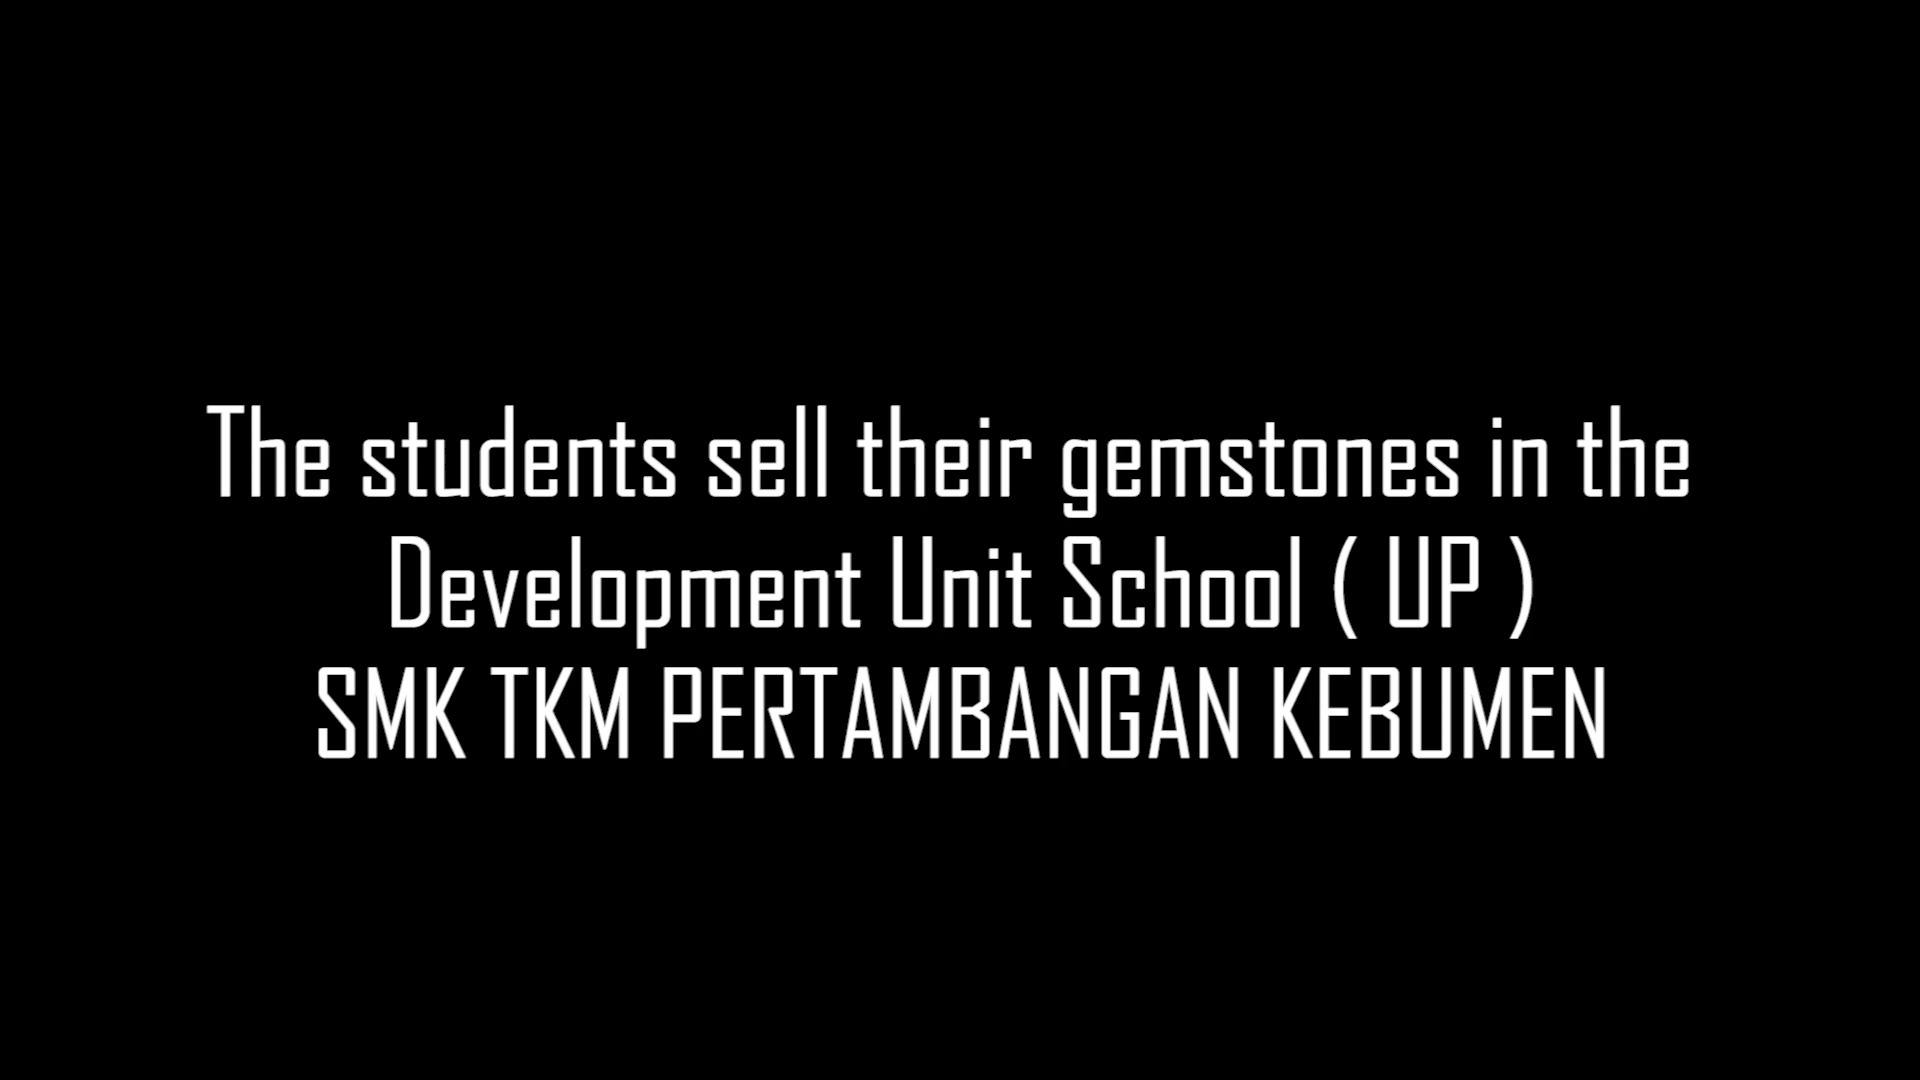 The students sell their gemstones in the
Development Unit School ( UP )
SMK TKM PERTAMBANGAN KEBUMEN